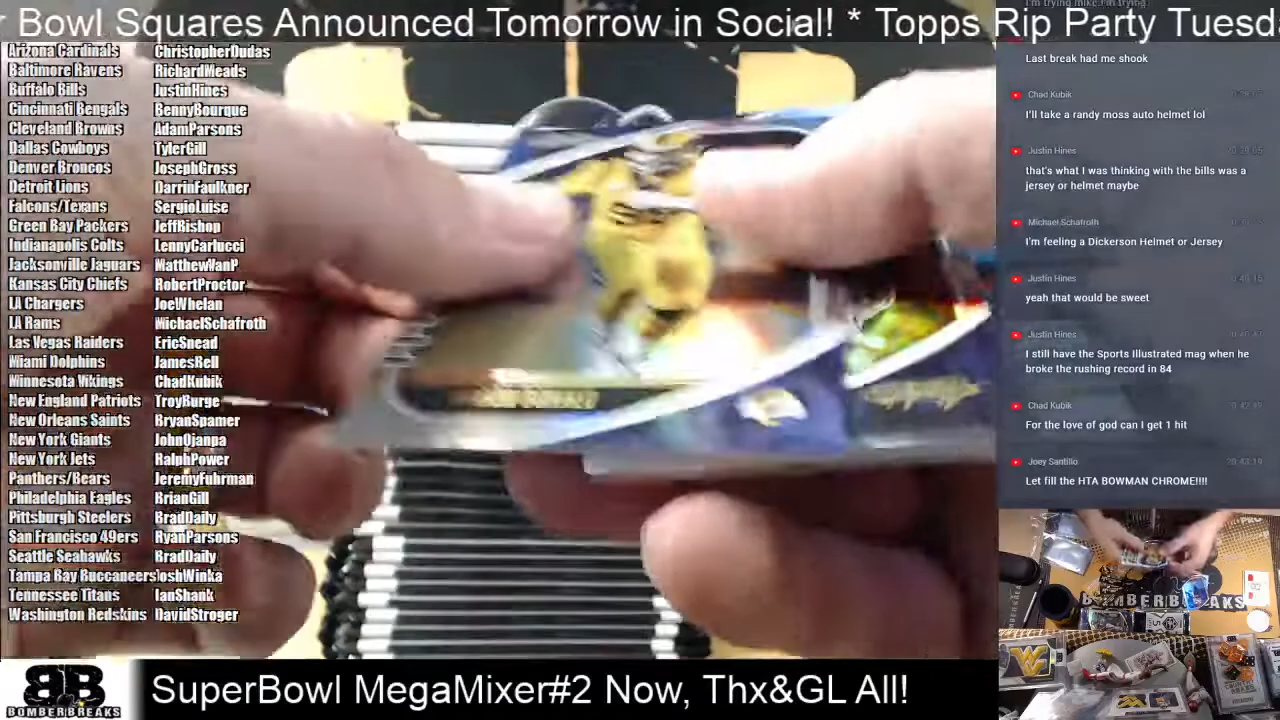 r Bowl Squares Announced Tomorrow in Social! * Topps Rip Party Tuesd
Arizona Cardinals ChristopherDudas
Baltimore Ravens RichardMeads
Buffalo Bills JustinHines
Cincinnati Bengals BennyBourque
Cleveland Browns AdamParsons
Dallas Cowboys TylerGill
Denver Broncos JosephGross
Detroit Lions DarrinFaulkner
Falcons/Texans SergioLuise
Green Bay Packers JeffBishop
Indianapolis Colts LennyCarlucci
Jacksonville Jaguars MatthewVanP
Kansas City Chiefs RobertProctor
LA Chargers JoeWhelan
LA Rams MichaelSchafroth
Las Vegas Raiders EricSnead
Miami Dolphins JamesBell
Minnesota Vikings ChadKubik
New England Patriots TroyBurge
New Orleans Saints BryanSpamer
New York Giants JohnOjanpa
New York Jets RalphPower
Panthers/Bears JeremyFuhrman
Philadelphia Eagles BrianGill
Pittsburgh Steelers BradDaily
San Francisco 49ers RyanParsons
Seattle Seahawks BradDaily
Tampa Bay Buccaneers JoshWinka
Tennessee Titans IanShank
Washington Redskins DavidStroger
I'm trying mike I'm trying
Last break had me shook
Chad Kubik
I'll take a randy moss auto helmet lol
Justin Hines
that's what I was thinking with the bills was a
jersey or helmet maybe
Michael Schafroth
I'm feeling a Dickerson Helmet or Jersey
Justin Hines
yeah that would be sweet
Justin Hines
I still have the Sports Illustrated mag when he
broke the rushing record in 84
Chad Kubik
For the love of god can I get 1 hit
Joey Santillo
Let fill the HTA BOWMAN CHROME!!!!
BOMBERBREAKS
BB
BOMBERBREAKS
SuperBowl MegaMixer#2 Now, Thx&GL All!